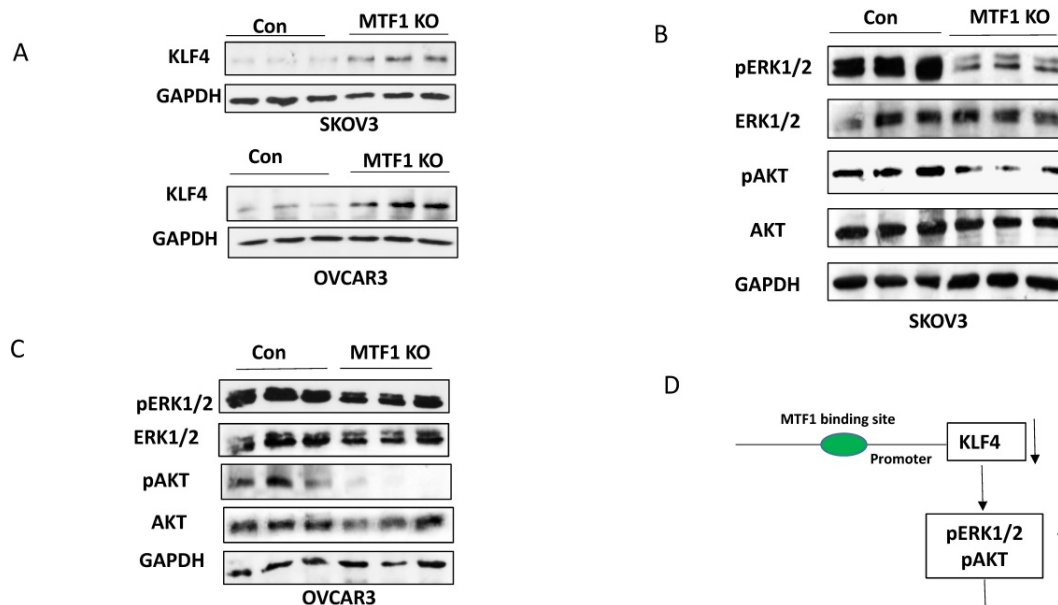 A
Con
MTF1 KO
KLF4
GAPDH
SKOV3
Con
MTF1 KO
KLF4
GAPDH
OVCAR3
B
Con
MTF1 KO
pERK1/2
ERK1/2
pAKT
AKT
GAPDH
SKOV3
C
Con
MTF1 KO
pERK1/2
ERK1/2
pAKT
AKT
GAPDH
OVCAR3
D
MTF1 binding site
Promoter
KLF4
pERK1/2
pAKT